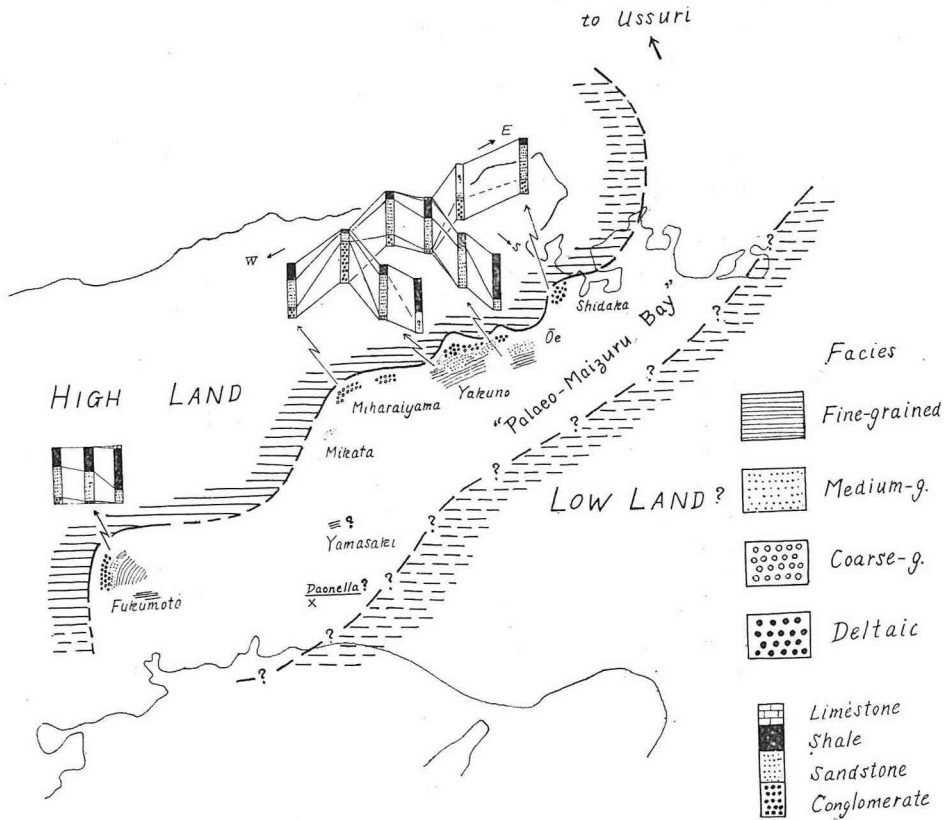 to Ussuri
E
W
S
Shidaka
Ōe
"Palaeo-Maizuru Bay"
HIGH LAND
Miharaiyama
Yakuno
Mikata
LOW LAND ?
Yamasaki
?
Daonella ?
x
Fukumoto
?
?
?
?
?
?
?
?
?
?
Facies
Fine-grained
Medium-g.
Coarse-g.
Deltaic
Limestone
Shale
Sandstone
Conglomerate